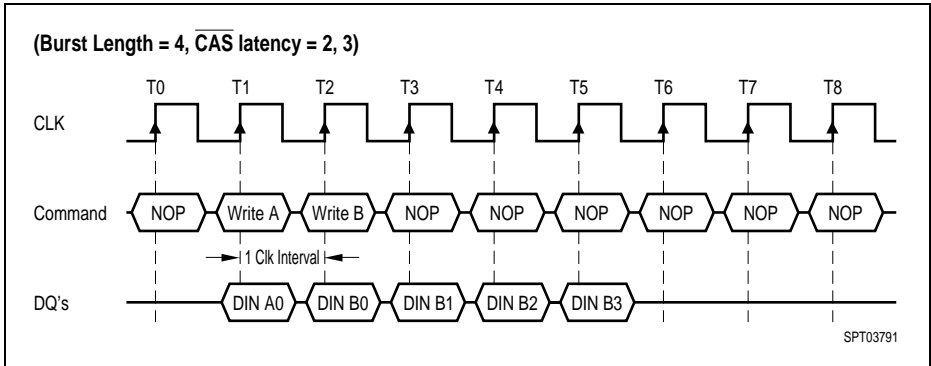 (Burst Length = 4, CAS latency = 2, 3)
T0 T1 T2 T3 T4 T5 T6 T7 T8
CLK
Command NOP Write A Write B NOP NOP NOP NOP NOP NOP
1 Clk Interval
DQ's DIN A0 DIN B0 DIN B1 DIN B2 DIN B3
SPT03791